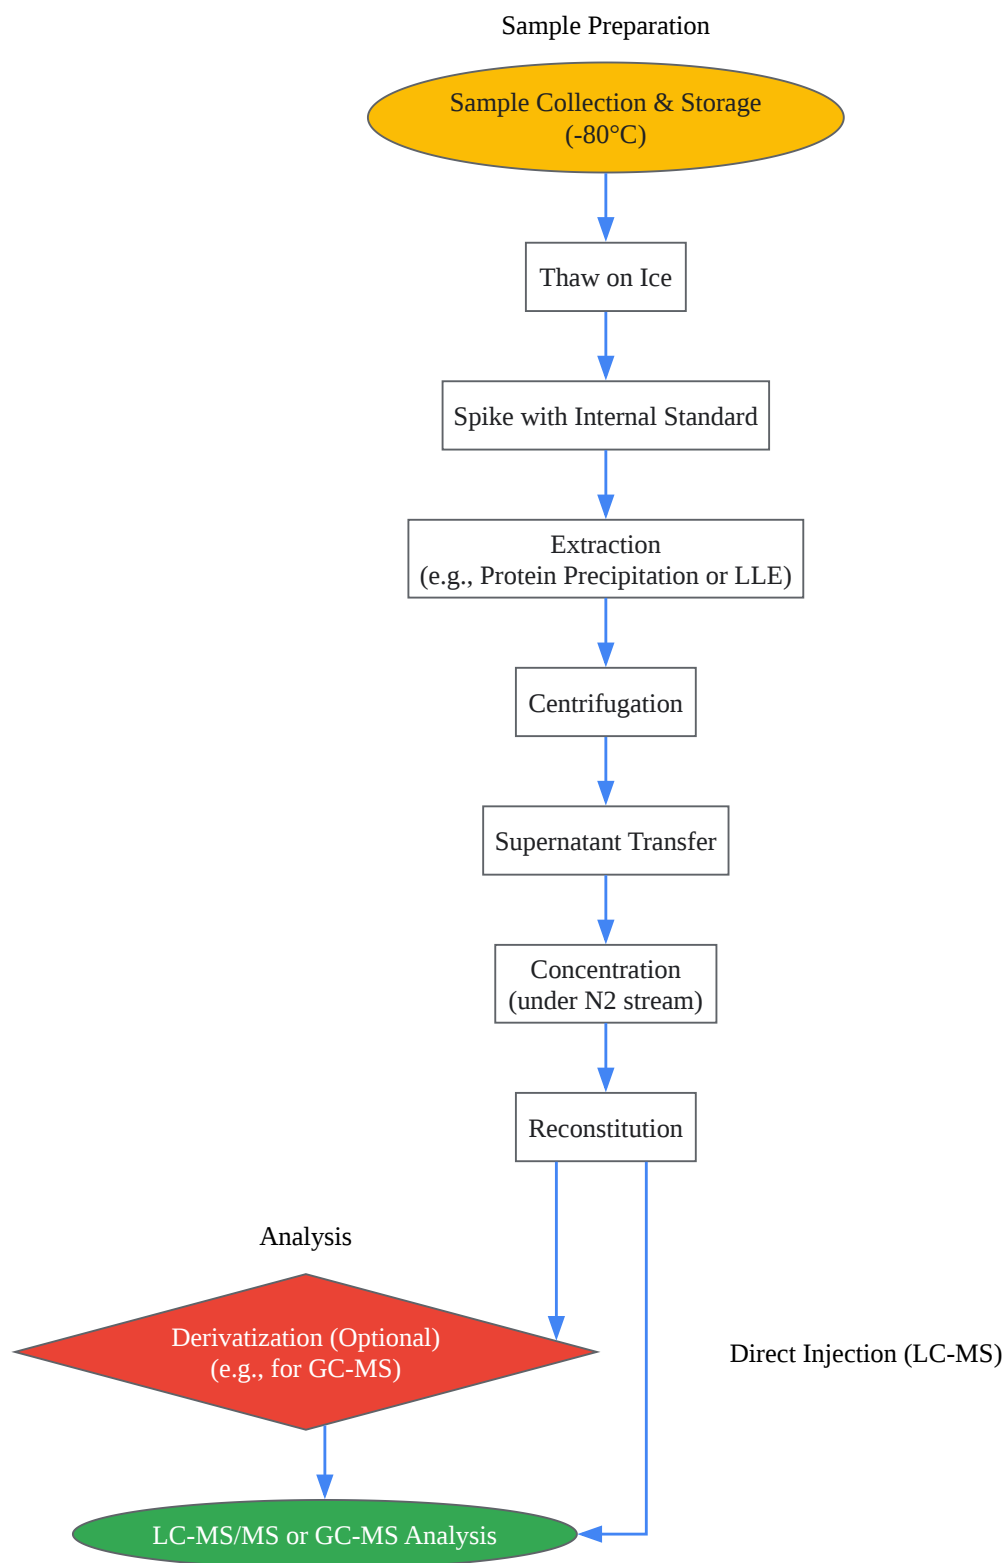 Sample Preparation
Sample Collection & Storage
(-80°C)
Thaw on Ice
Spike with Internal Standard
Extraction
(e.g., Protein Precipitation or LLE)
Centrifugation
Supernatant Transfer
Concentration
(under N2 stream)
Reconstitution
Analysis
Derivatization (Optional)
(e.g., for GC-MS)
Direct Injection (LC-MS)
LC-MS/MS or GC-MS Analysis